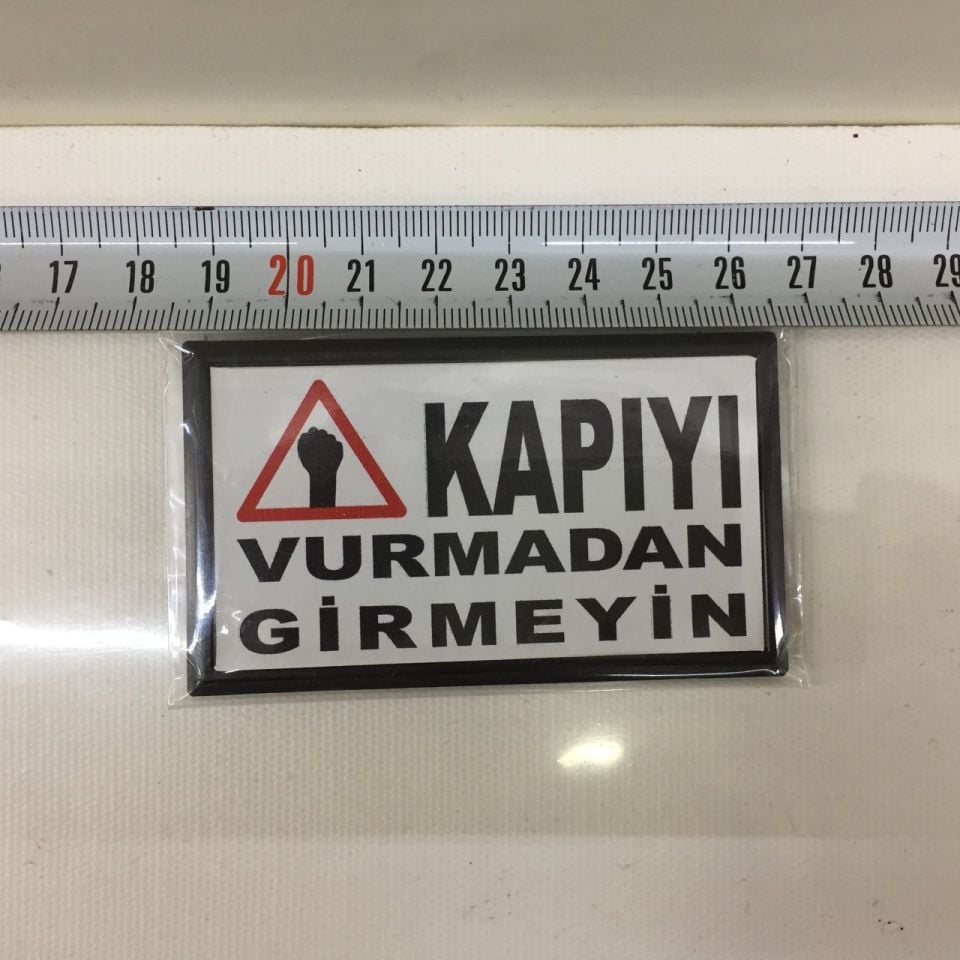 17 18 19 20 21 22 23 24 25 26 27 28 29
KAPIYI
VURMADAN
GİRMEYİN